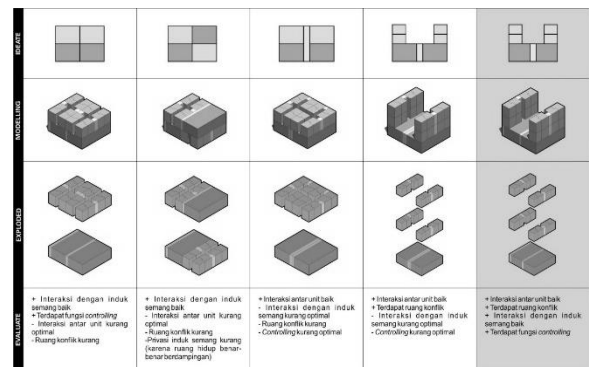 IDEATE
MODELLING
EXPLODED
EVALUATE
+ Interaksi dengan induk
semang baik
+ Terdapat fungsi controlling
- Interaksi antar unit kurang
optimal
- Ruang konflik kurang
+ Interaksi dengan induk
semang baik
- Interaksi antar unit kurang
optimal
- Ruang konflik kurang
-Privasi induk semang kurang
(karena ruang hidup benar-
benar berdampingan)
+ Interaksi antar unit baik
- Interaksi dengan induk
semang kurang optimal
- Ruang konflik kurang
- Controlling kurang optimal
+ Interaksi antar unit baik
+ Terdapat ruang konflik
- Interaksi dengan induk
semang kurang optimal
- Controlling kurang optimal
+ Interaksi antar unit baik
+ Terdapat ruang konflik
+ Interaksi dengan induk
semang baik
+ Terdapat fungsi controlling